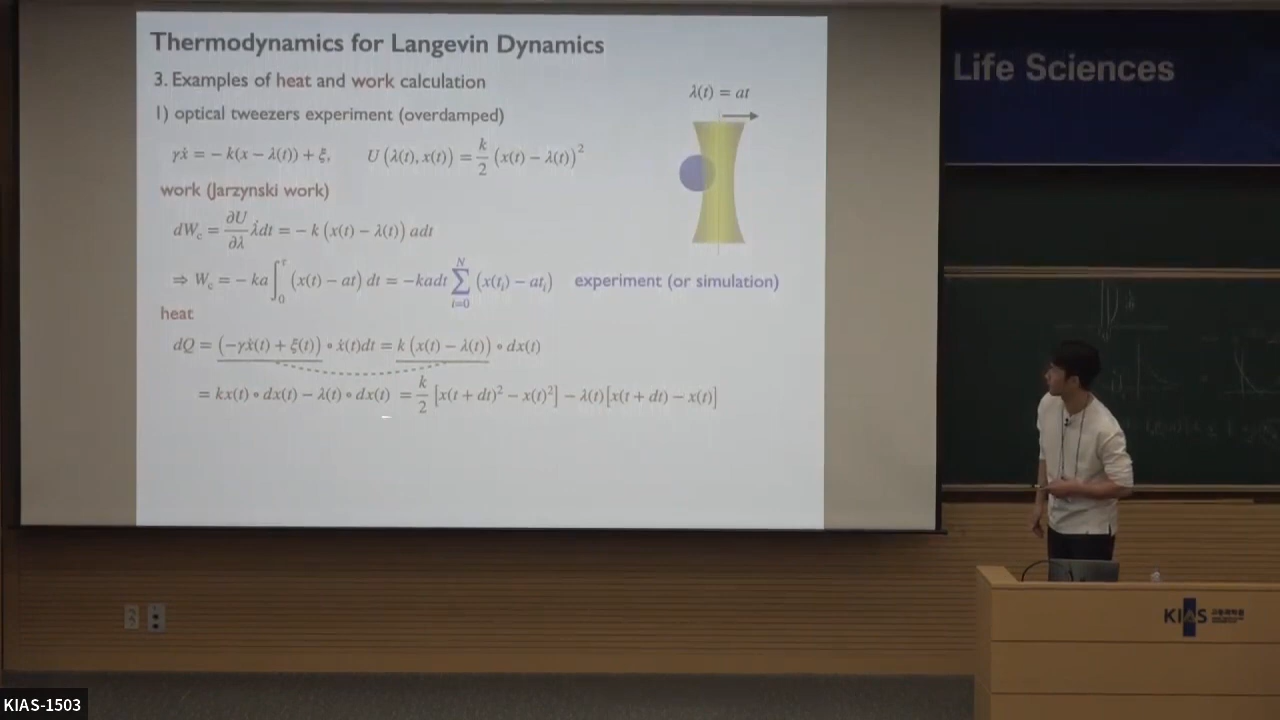 Thermodynamics for Langevin Dynamics
3. Examples of heat and work calculation
1) optical tweezers experiment (overdamped)
λ(t) = at
γẋ = − k(x − λ(t)) + ξ, U (λ(t), x(t)) = k/2 (x(t) − λ(t))²
work (Jarzynski work)
dW_c = ∂U/∂λ λ̇dt = − k (x(t) − λ(t)) adt
⇒ W_c = − ka ∫₀^τ (x(t) − at) dt = −kadt ∑_{i=0}^{N} (x(t_i) − at_i) experiment (or simulation)
heat
dQ = (−γẋ(t) + ξ(t)) ∘ ẋ(t)dt = k (x(t) − λ(t)) ∘ dx(t)
= kx(t) ∘ dx(t) − λ(t) ∘ dx(t) = k/2 [x(t + dt)² − x(t)²] − λ(t)[x(t + dt) − x(t)]
Life Sciences
KIAS
KIAS-1503